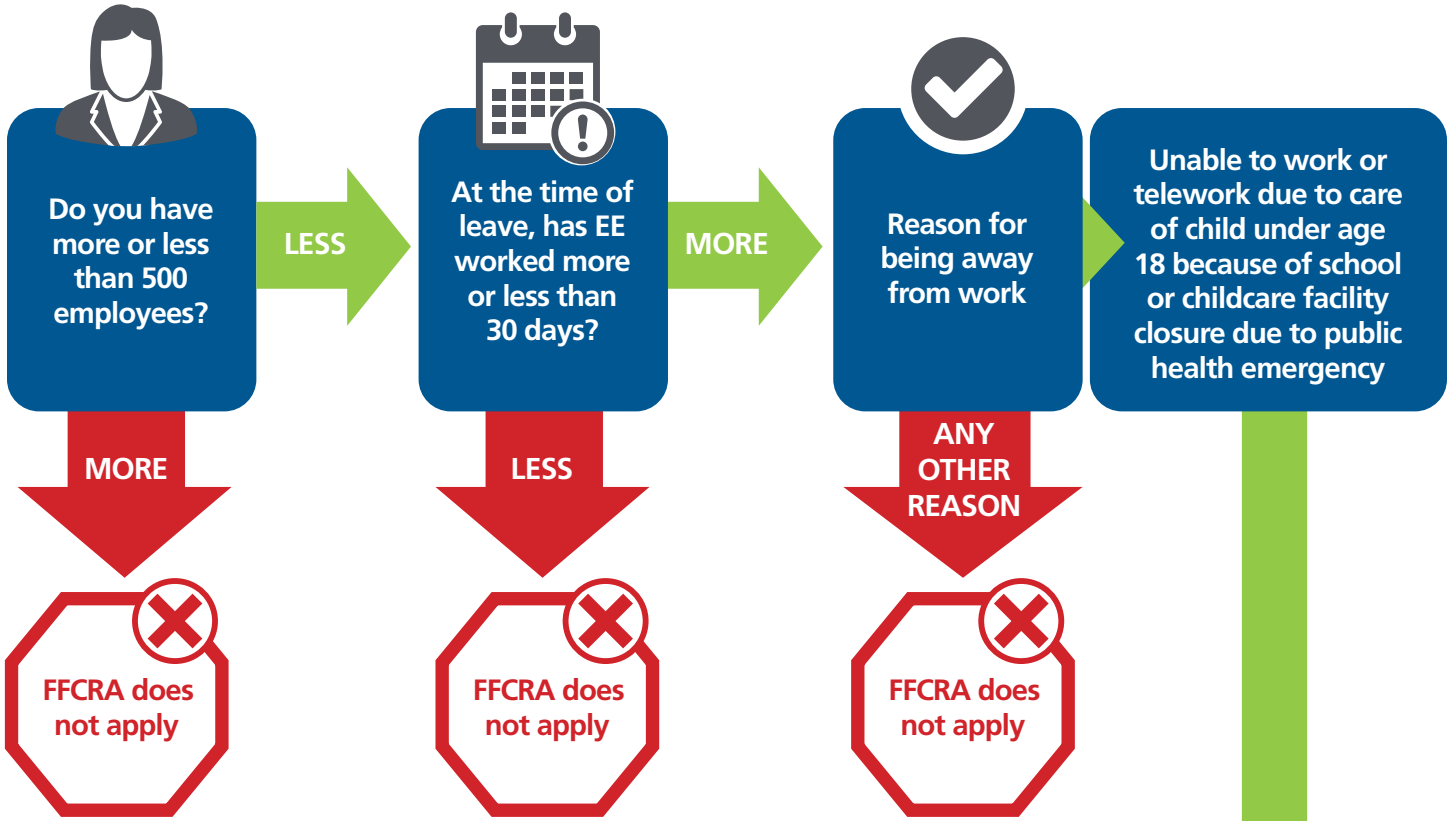 Do you have
more or less
than 500
employees?
LESS
MORE
FFCRA does
not apply
At the time of
leave, has EE
worked more
or less than
30 days?
MORE
LESS
FFCRA does
not apply
Reason for
being away
from work
ANY
OTHER
REASON
FFCRA does
not apply
Unable to work or
telework due to care
of child under age
18 because of school
or childcare facility
closure due to public
health emergency